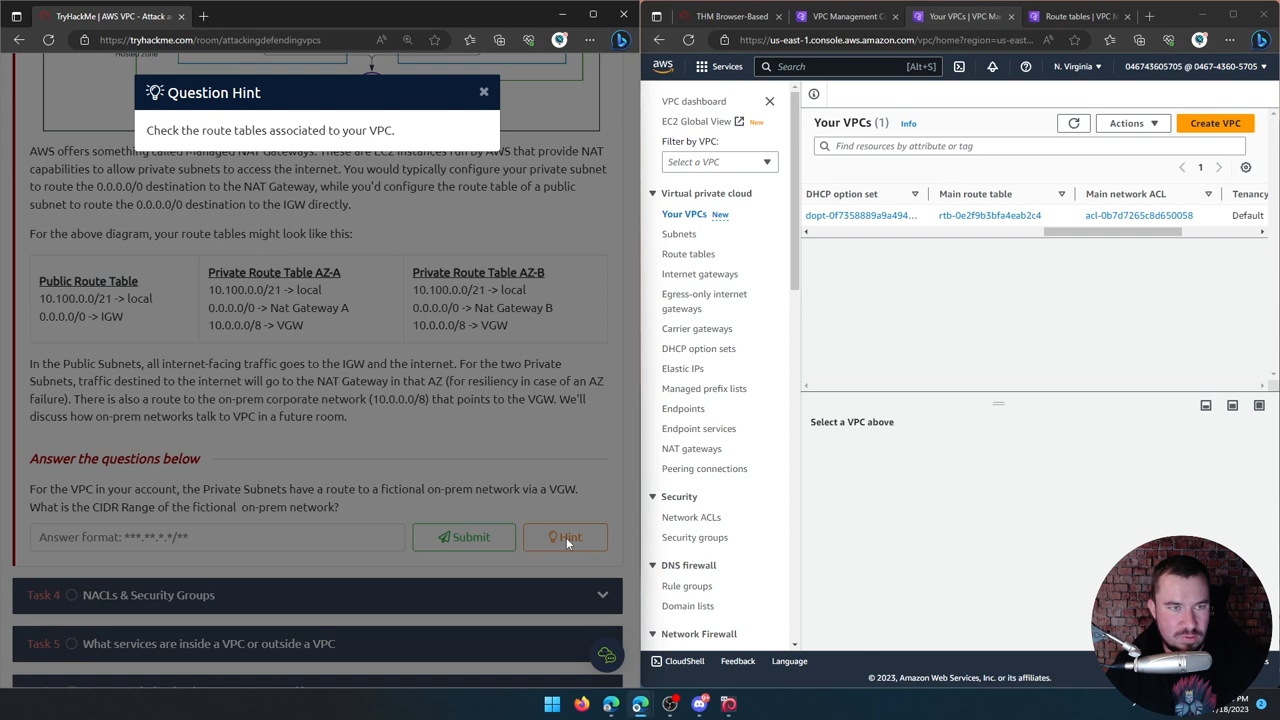 TryHackMe | AWS VPC - Attack a
https://tryhackme.com/room/attackingdefendingvpcs
Hosted zone
Question Hint
Check the route tables associated to your VPC.
AWS offers something called managed NAT Gateways. These are EC2 instances run by AWS that provide NAT
capabilities to allow private subnets to access the internet. You would typically configure your private subnet
to route the 0.0.0.0/0 destination to the NAT Gateway, while you'd configure the route table of a public
subnet to route the 0.0.0.0/0 destination to the IGW directly.
For the above diagram, your route tables might look like this:
Public Route Table
10.100.0.0/21 -> local
0.0.0.0/0 -> IGW
Private Route Table AZ-A
10.100.0.0/21 -> local
0.0.0.0/0 -> Nat Gateway A
10.0.0.0/8 -> VGW
Private Route Table AZ-B
10.100.0.0/21 -> local
0.0.0.0/0 -> Nat Gateway B
10.0.0.0/8 -> VGW
In the Public Subnets, all internet-facing traffic goes to the IGW and the internet. For the two Private
Subnets, traffic destined to the internet will go to the NAT Gateway in that AZ (for resiliency in case of an AZ
failure). There is also a route to the on-prem corporate network (10.0.0.0/8) that points to the VGW. We'll
discuss how on-prem networks talk to VPC in a future room.
Answer the questions below
For the VPC in your account, the Private Subnets have a route to a fictional on-prem network via a VGW.
What is the CIDR Range of the fictional on-prem network?
Answer format: ***.**.*.*/**
Submit
Hint
Task 4 NACLs & Security Groups
Task 5 What services are inside a VPC or outside a VPC
THM Browser-Based
VPC Management C
Your VPCs | VPC Ma
Route tables | VPC M
https://us-east-1.console.aws.amazon.com/vpc/home?region=us-eas...
aws
Services
Search
[Alt+S]
N. Virginia
046743605705 @ 0467-4360-5705
VPC dashboard
EC2 Global View New
Filter by VPC:
Select a VPC
Virtual private cloud
Your VPCs New
Subnets
Route tables
Internet gateways
Egress-only internet
gateways
Carrier gateways
DHCP option sets
Elastic IPs
Managed prefix lists
Endpoints
Endpoint services
NAT gateways
Peering connections
Security
Network ACLs
Security groups
DNS firewall
Rule groups
Domain lists
Network Firewall
Your VPCs (1) Info
Actions
Create VPC
Find resources by attribute or tag
1
DHCP option set
Main route table
Main network ACL
Tenancy
dopt-0f7358889a9a494...
rtb-0e2f9b3bfa4eab2c4
acl-0b7d7265c8d650058
Default
Select a VPC above
CloudShell
Feedback
Language
© 2023, Amazon Web Services, Inc. or its affiliates.